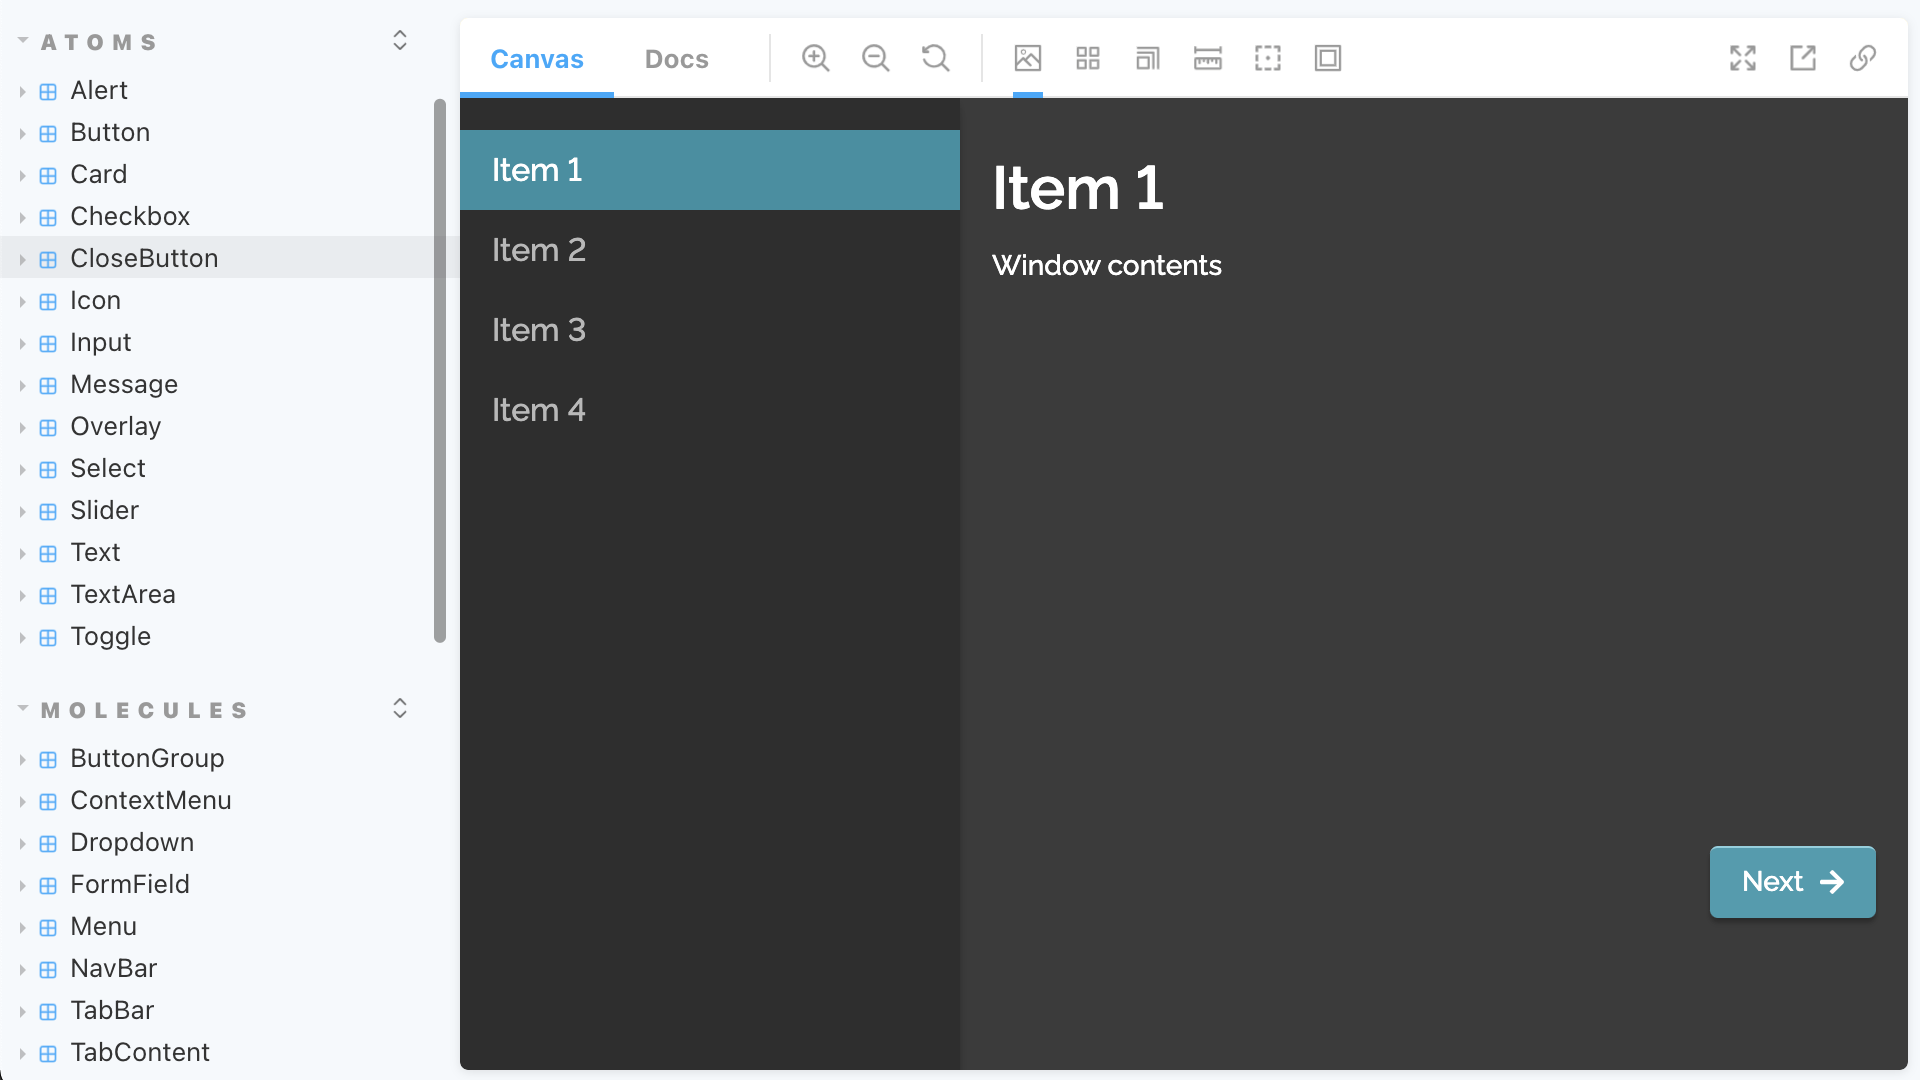 ATOMS
Alert
Button
Card
Checkbox
CloseButton
Icon
Input
Message
Overlay
Select
Slider
Text
TextArea
Toggle
MOLECULES
ButtonGroup
ContextMenu
Dropdown
FormField
Menu
NavBar
TabBar
TabContent
Canvas Docs
Item 1
Item 2
Item 3
Item 4
Item 1
Window contents
Next